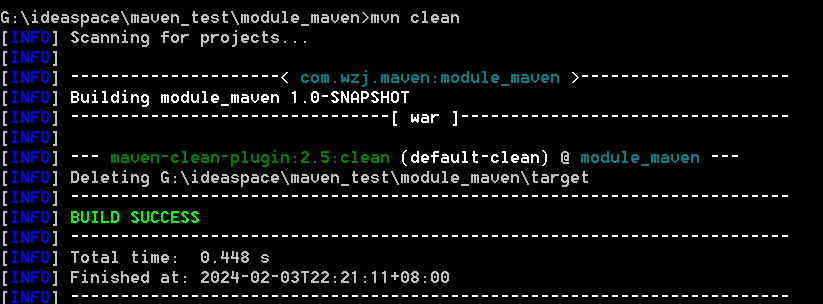 G:\ideaspace\maven_test\module_maven>mvn clean
[INFO] Scanning for projects...
[INFO]
[INFO] ---------------------< com.wzj.maven:module_maven >---------------------
[INFO] Building module_maven 1.0-SNAPSHOT
[INFO] --------------------------------[ war ]---------------------------------
[INFO]
[INFO] --- maven-clean-plugin:2.5:clean (default-clean) @ module_maven ---
[INFO] Deleting G:\ideaspace\maven_test\module_maven\target
[INFO] ------------------------------------------------------------------------
[INFO] BUILD SUCCESS
[INFO] ------------------------------------------------------------------------
[INFO] Total time:  0.448 s
[INFO] Finished at: 2024-02-03T22:21:11+08:00
[INFO] ------------------------------------------------------------------------